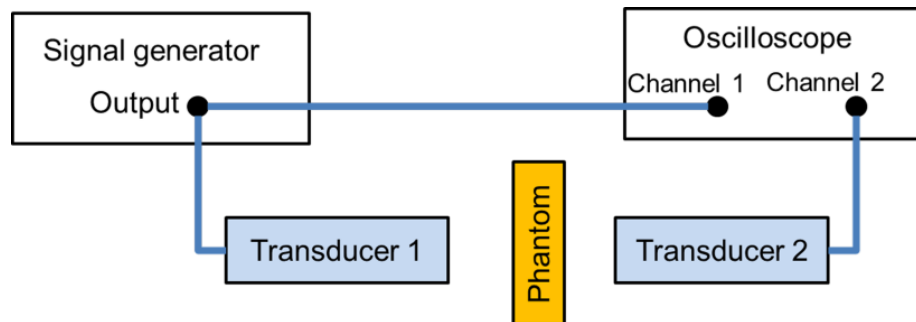 Signal generator
Output
Oscilloscope
Channel 1
Channel 2
Transducer 1
Phantom
Transducer 2